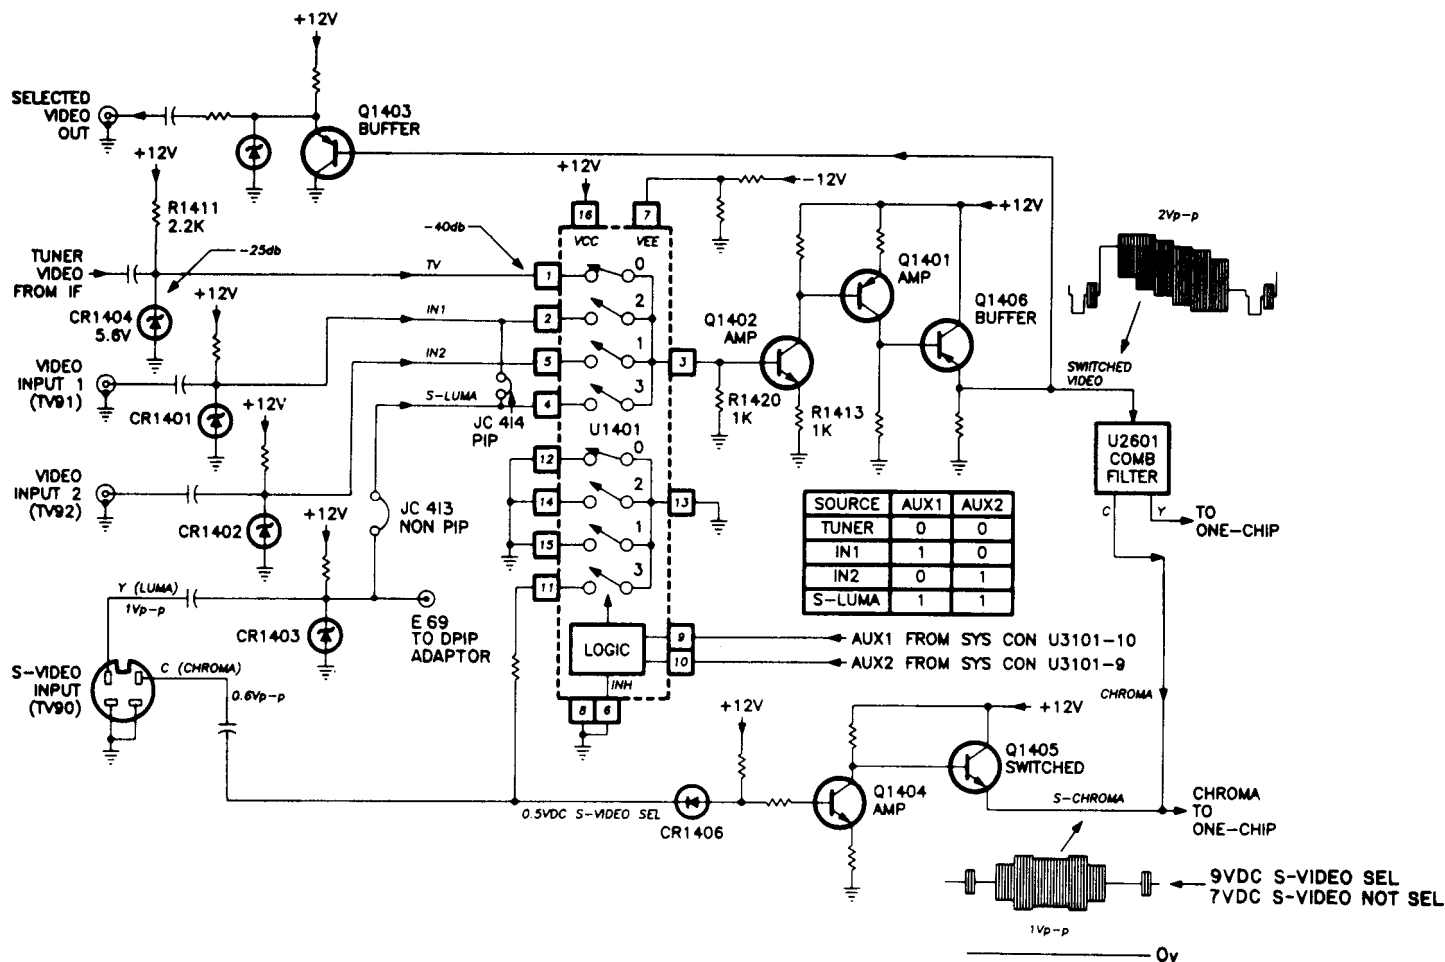 +12V
SELECTED
VIDEO
OUT
Q1403
BUFFER
+12V
R1411
2.2K
-25db
TUNER
VIDEO
FROM IF
+12V
CR1404
5.6V
VIDEO
INPUT 1
(TV91)
+12V
CR1401
VIDEO
INPUT 2
(TV92)
CR1402
+12V
JC 413
NON PIP
Y (LUMA)
1Vp-p
CR1403
E 69
TO DPIP
ADAPTOR
S-VIDEO
INPUT
(TV90)
C (CHROMA)
0.6Vp-p
TV
IN1
IN2
S-LUMA
JC 414
PIP
-40db
+12V
16
VCC
7
VEE
-12V
1
0
2
2
5
1
4
3
3
U1401
12
0
14
2
15
1
11
3
13
LOGIC
INH
9
10
8
6
AUX1 FROM SYS CON U3101-10
AUX2 FROM SYS CON U3101-9
Q1402
AMP
R1420
1K
R1413
1K
Q1401
AMP
+12V
Q1406
BUFFER
2Vp-p
SWITCHED
VIDEO
U2601
COMB
FILTER
C
Y
TO
ONE-CHIP
SOURCE AUX1 AUX2
TUNER 0 0
IN1 1 0
IN2 0 1
S-LUMA 1 1
CHROMA
0.5VDC S-VIDEO SEL
CR1406
+12V
Q1404
AMP
+12V
Q1405
SWITCHED
S-CHROMA
CHROMA
TO
ONE-CHIP
9VDC S-VIDEO SEL
7VDC S-VIDEO NOT SEL
1Vp-p
0v